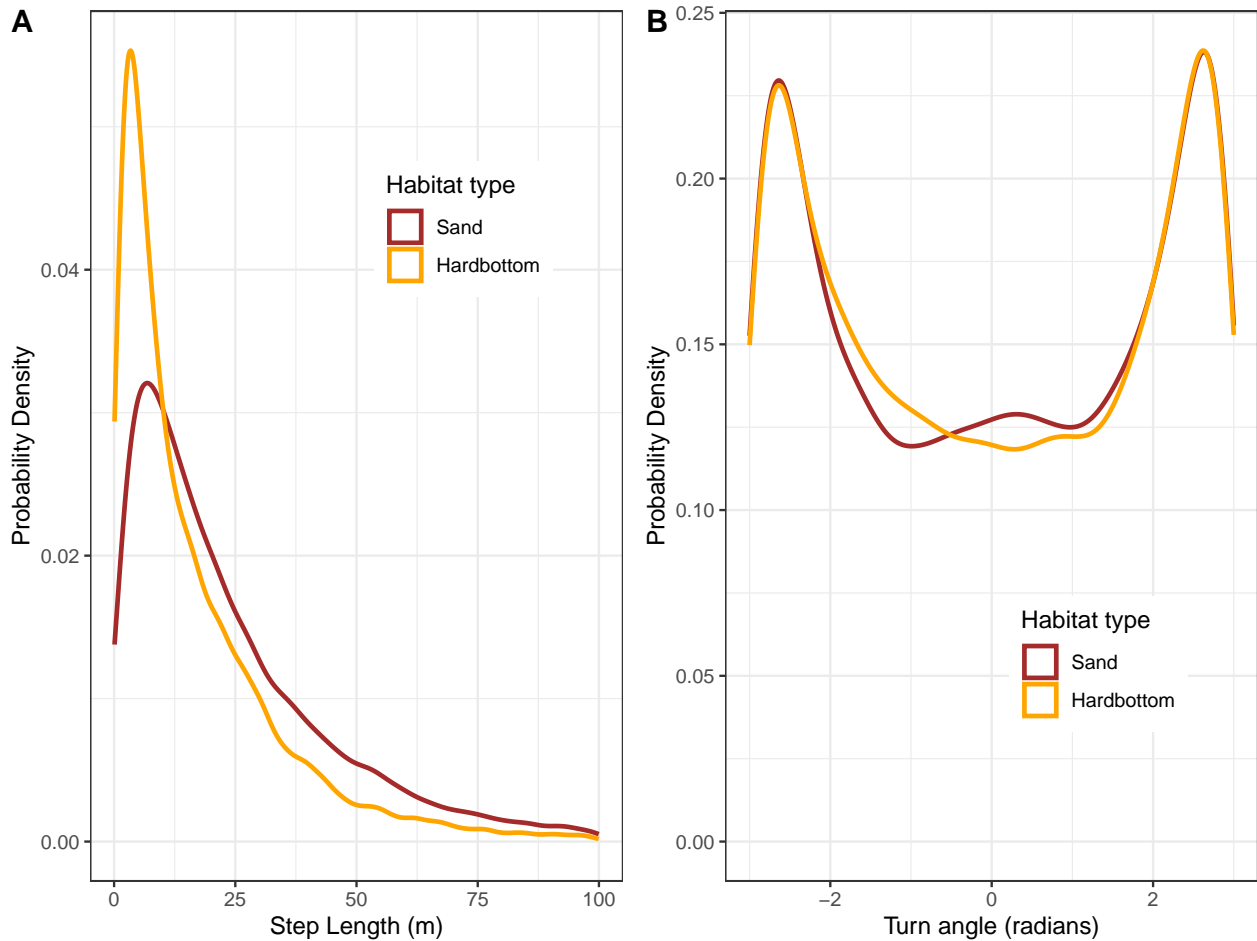 A
Probability Density
0.04
0.02
0.00
0
25
50
75
100
Step Length (m)
Habitat type
Sand
Hardbottom
B
Probability Density
0.25
0.20
0.15
0.10
0.05
0.00
−2
0
2
Turn angle (radians)
Habitat type
Sand
Hardbottom